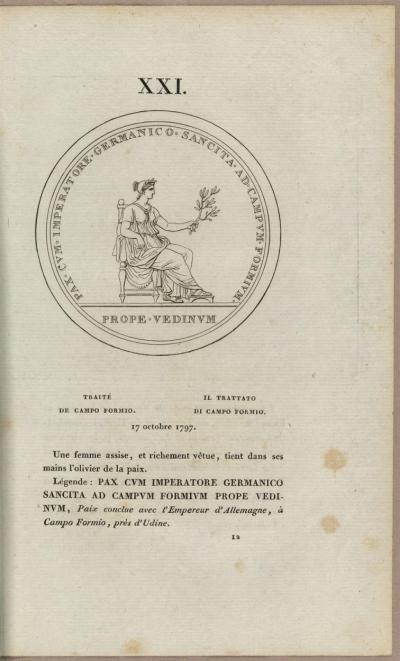 XXI.
PAX · CVM · IMPERATORE · GERMANICO · SANCITA · AD · CAMPVM · FORMIVM
PROPE · VEDINVM
TRAITÉ
DE CAMPO FORMIO.
IL TRATTATO
DI CAMPO FORMIO.
17 octobre 1797.
Une femme assise, et richement vêtue, tient dans ses
mains l'olivier de la paix.
Légende : PAX CVM IMPERATORE GERMANICO
SANCITA AD CAMPVM FORMIVM PROPE VEDI-
NVM, Paix conclue avec l'Empereur d'Allemagne, à
Campo Formio, près d'Udine.
12